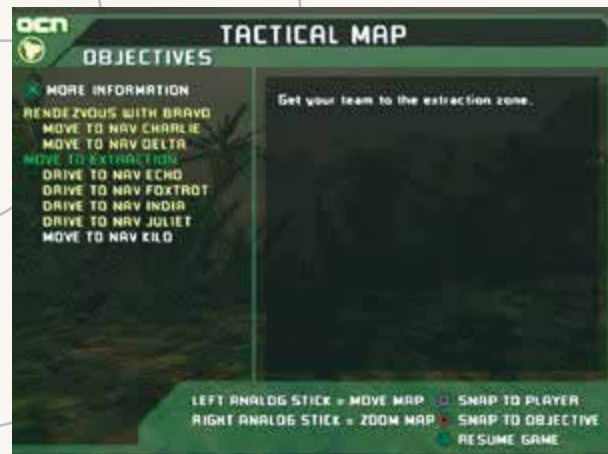 OCN
TACTICAL MAP
OBJECTIVES
MORE INFORMATION
RENDEZVOUS WITH BRAVO
MOVE TO NAV CHARLIE
MOVE TO NAV DELTA
MOVE TO EXTRACTION
DRIVE TO NAV ECHO
DRIVE TO NAV FOXTROT
DRIVE TO NAV INDIA
DRIVE TO NAV JULIET
MOVE TO NAV KILO
Get your team to the extraction zone.
LEFT ANALOG STICK = MOVE MAP SNAP TO PLAYER
RIGHT ANALOG STICK = ZOOM MAP SNAP TO OBJECTIVE
RESUME GAME